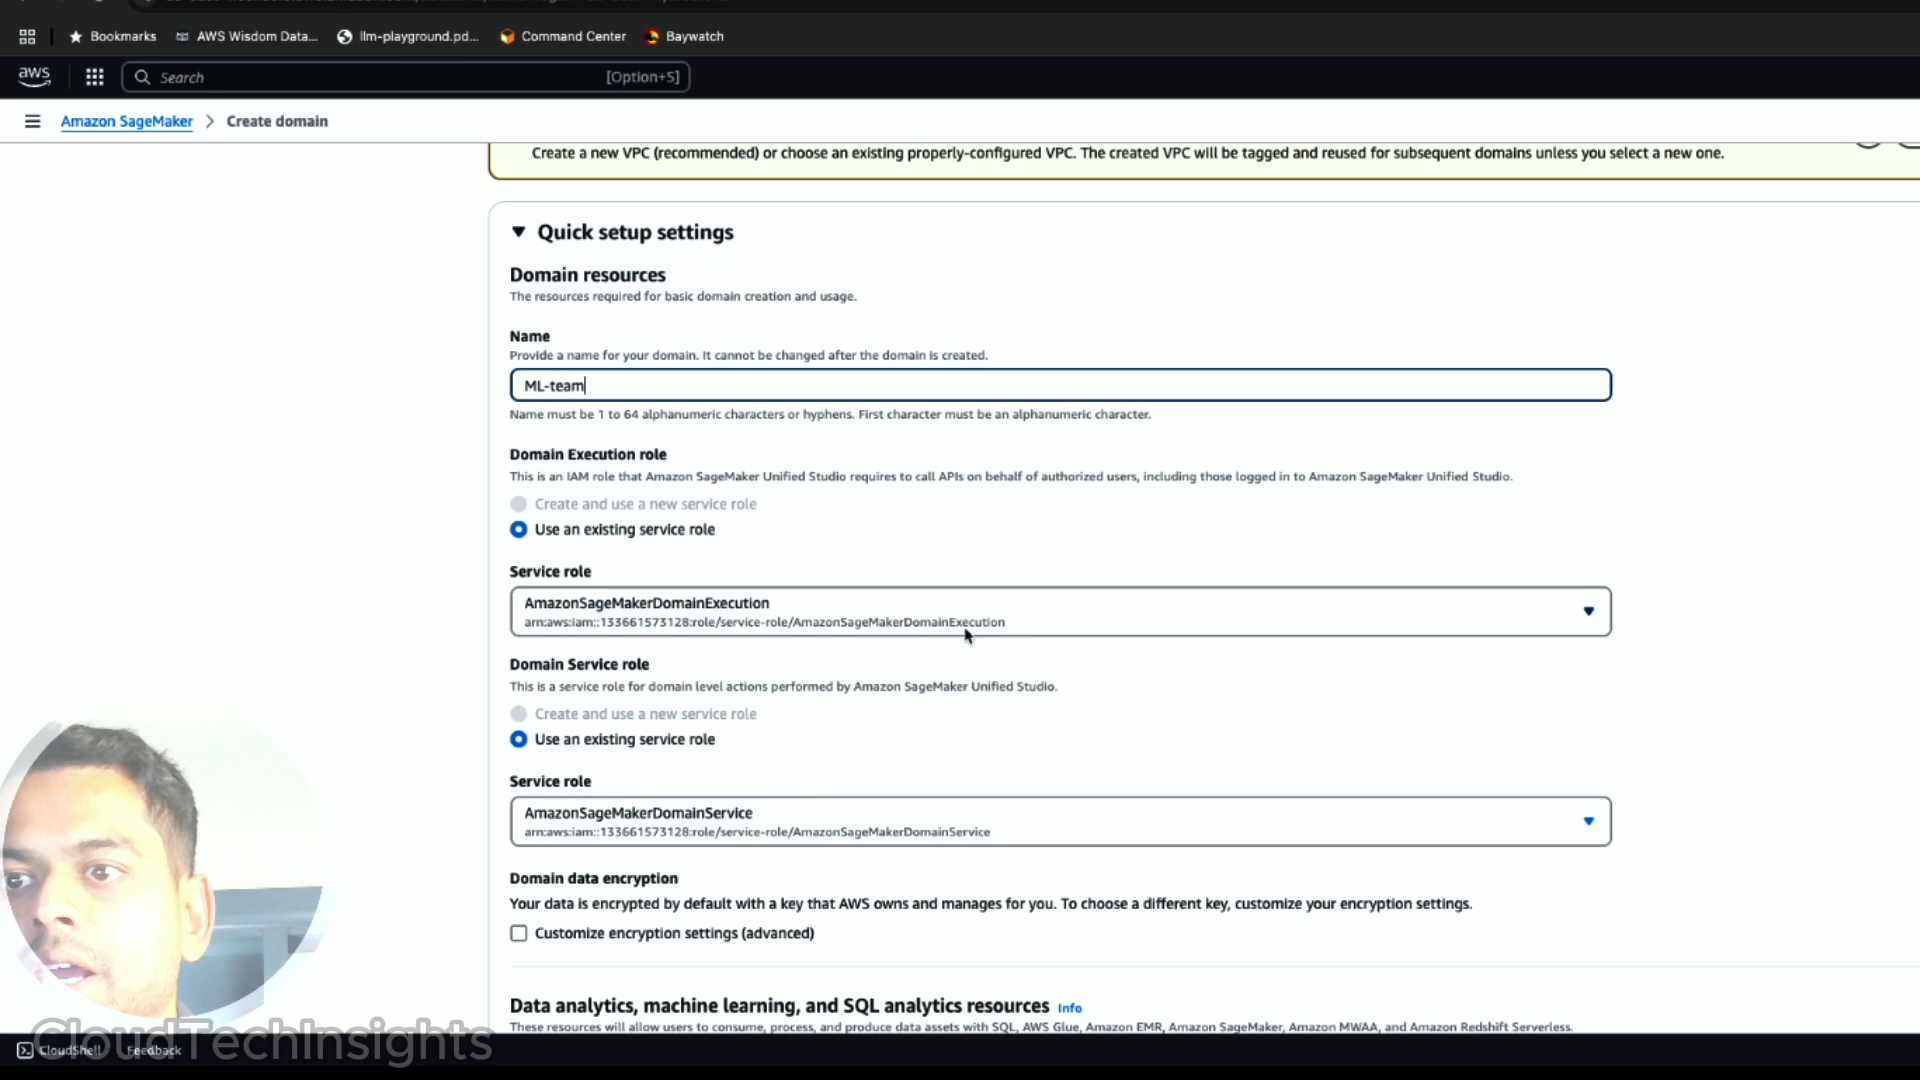 Bookmarks
AWS Wisdom Data...
llm-playground.pd...
Command Center
Baywatch
aws
Search
[Option+S]
Amazon SageMaker > Create domain
Create a new VPC (recommended) or choose an existing properly-configured VPC. The created VPC will be tagged and reused for subsequent domains unless you select a new one.
Quick setup settings
Domain resources
The resources required for basic domain creation and usage.
Name
Provide a name for your domain. It cannot be changed after the domain is created.
ML-team
Name must be 1 to 64 alphanumeric characters or hyphens. First character must be an alphanumeric character.
Domain Execution role
This is an IAM role that Amazon SageMaker Unified Studio requires to call APIs on behalf of authorized users, including those logged in to Amazon SageMaker Unified Studio.
Create and use a new service role
Use an existing service role
Service role
AmazonSageMakerDomainExecution
arn:aws:iam::133661573128:role/service-role/AmazonSageMakerDomainExecution
Domain Service role
This is a service role for domain level actions performed by Amazon SageMaker Unified Studio.
Create and use a new service role
Use an existing service role
Service role
AmazonSageMakerDomainService
arn:aws:iam::133661573128:role/service-role/AmazonSageMakerDomainService
Domain data encryption
Your data is encrypted by default with a key that AWS owns and manages for you. To choose a different key, customize your encryption settings.
Customize encryption settings (advanced)
Data analytics, machine learning, and SQL analytics resources Info
These resources will allow users to consume, process, and produce data assets with SQL, AWS Glue, Amazon EMR, Amazon SageMaker, Amazon MWAA, and Amazon Redshift Serverless.
CloudShell
Feedback
CloudTechInsights